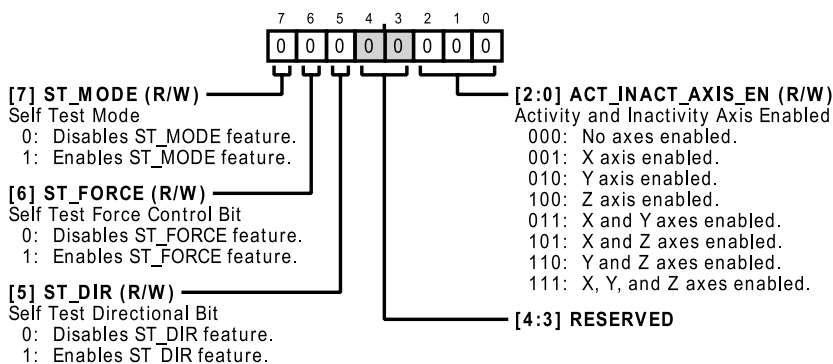 7 6 5 4 3 2 1 0
0 0 0 0 0 0 0 0
[7] ST_MODE (R/W)
Self Test Mode
0: Disables ST_MODE feature.
1: Enables ST_MODE feature.
[6] ST_FORCE (R/W)
Self Test Force Control Bit
0: Disables ST_FORCE feature.
1: Enables ST_FORCE feature.
[5] ST_DIR (R/W)
Self Test Directional Bit
0: Disables ST_DIR feature.
1: Enables ST_DIR feature.
[2:0] ACT_INACT_AXIS_EN (R/W)
Activity and Inactivity Axis Enabled
000: No axes enabled.
001: X axis enabled.
010: Y axis enabled.
100: Z axis enabled.
011: X and Y axes enabled.
101: X and Z axes enabled.
110: Y and Z axes enabled.
111: X, Y, and Z axes enabled.
[4:3] RESERVED